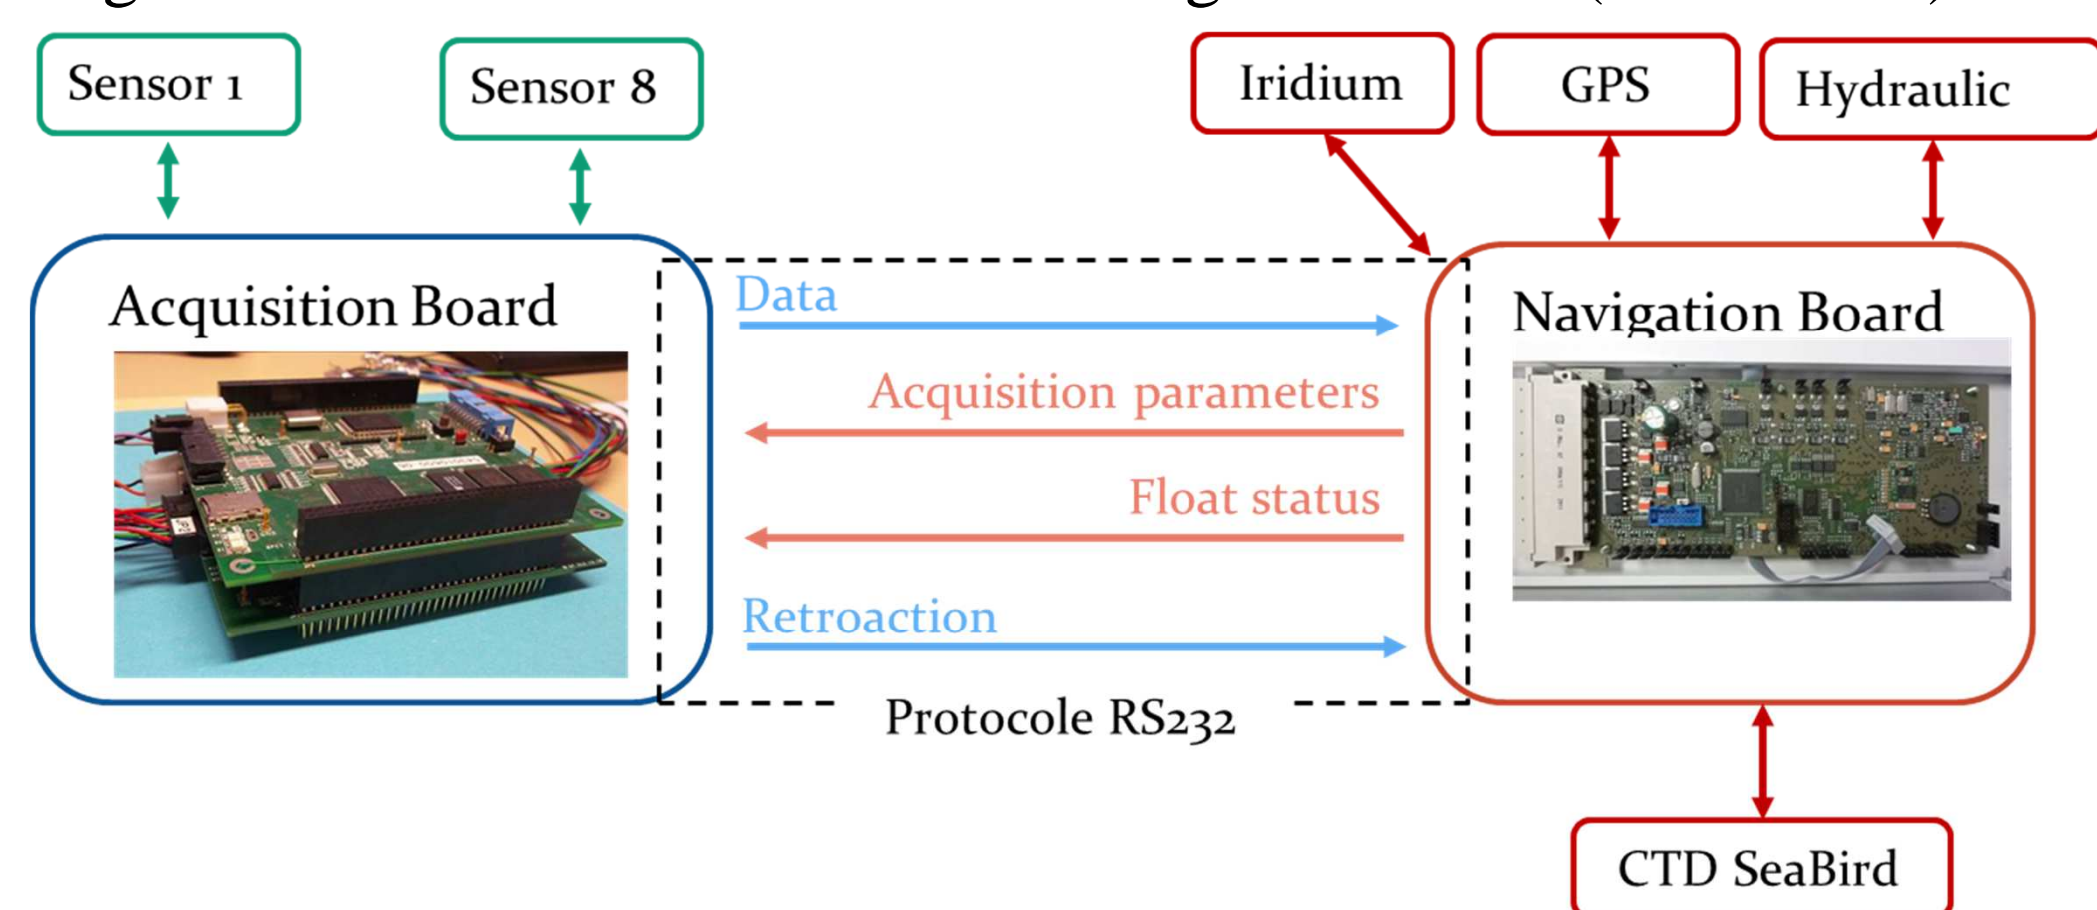 Sensor 1
Sensor 8
Iridium
GPS
Hydraulic
Acquisition Board
Navigation Board
Data
Acquisition parameters
Float status
Retroaction
Protocole RS232
CTD SeaBird